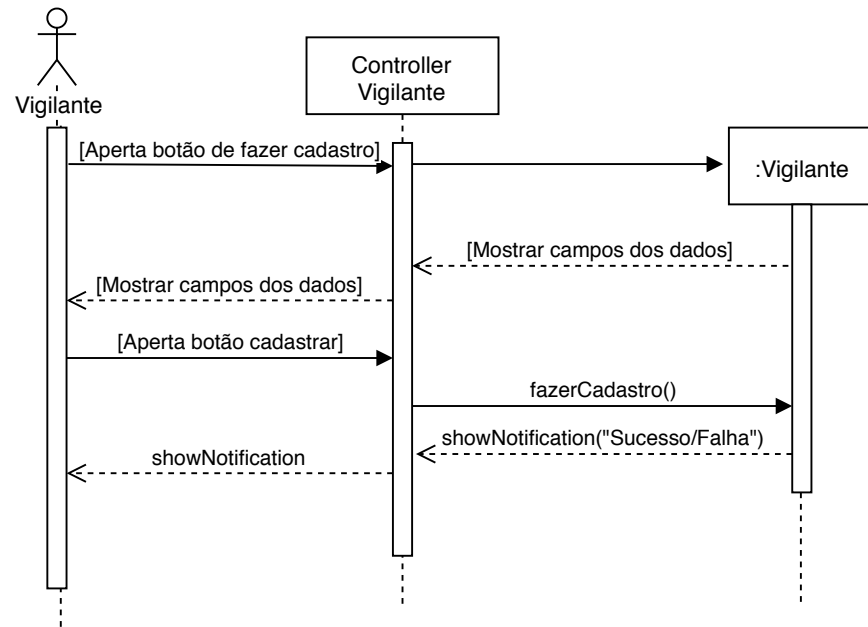 Controller
Vigilante
Vigilante
[Aperta botão de fazer cadastro]
:Vigilante
[Mostrar campos dos dados]
[Mostrar campos dos dados]
[Aperta botão cadastrar]
fazerCadastro()
showNotification("Sucesso/Falha")
showNotification